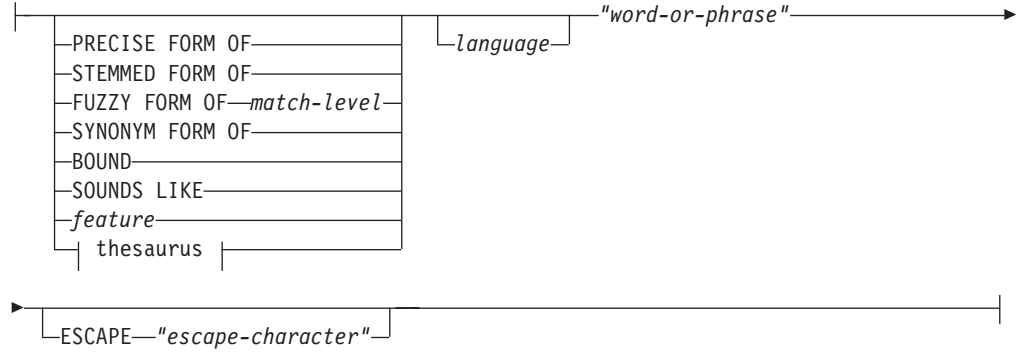 "word-or-phrase"
PRECISE FORM OF
language
STEMMED FORM OF
FUZZY FORM OF match-level
SYNONYM FORM OF
BOUND
SOUNDS LIKE
feature
thesaurus
ESCAPE "escape-character"